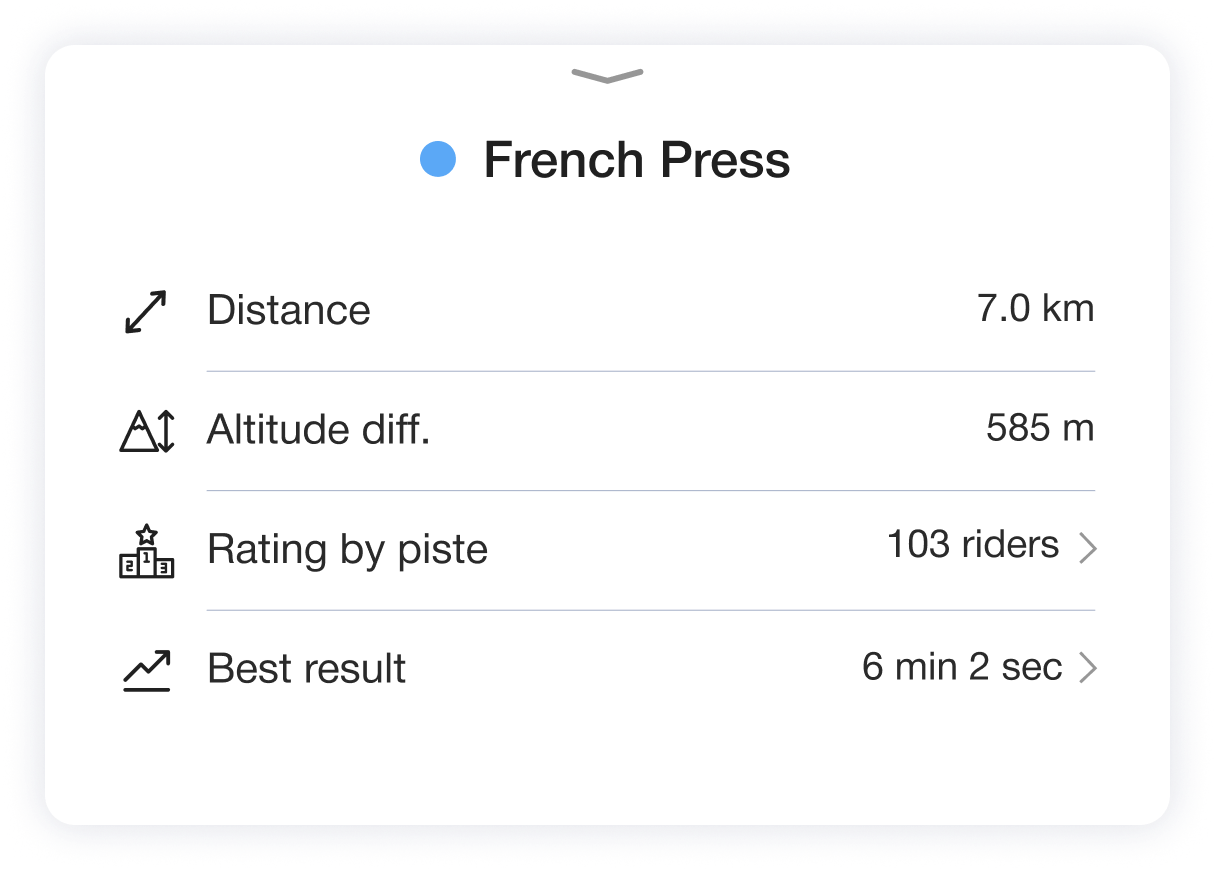 French Press
Distance 7.0 km
Altitude diff. 585 m
2 1 3
Rating by piste 103 riders
Best result 6 min 2 sec